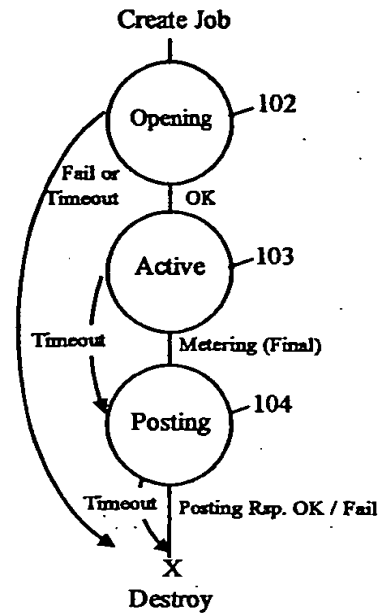 Create Job
Opening
102
Fail or
Timeout
OK
Active
103
Timeout
Metering (Final)
Posting
104
Timeout
Posting Rsp. OK / Fail
X
Destroy